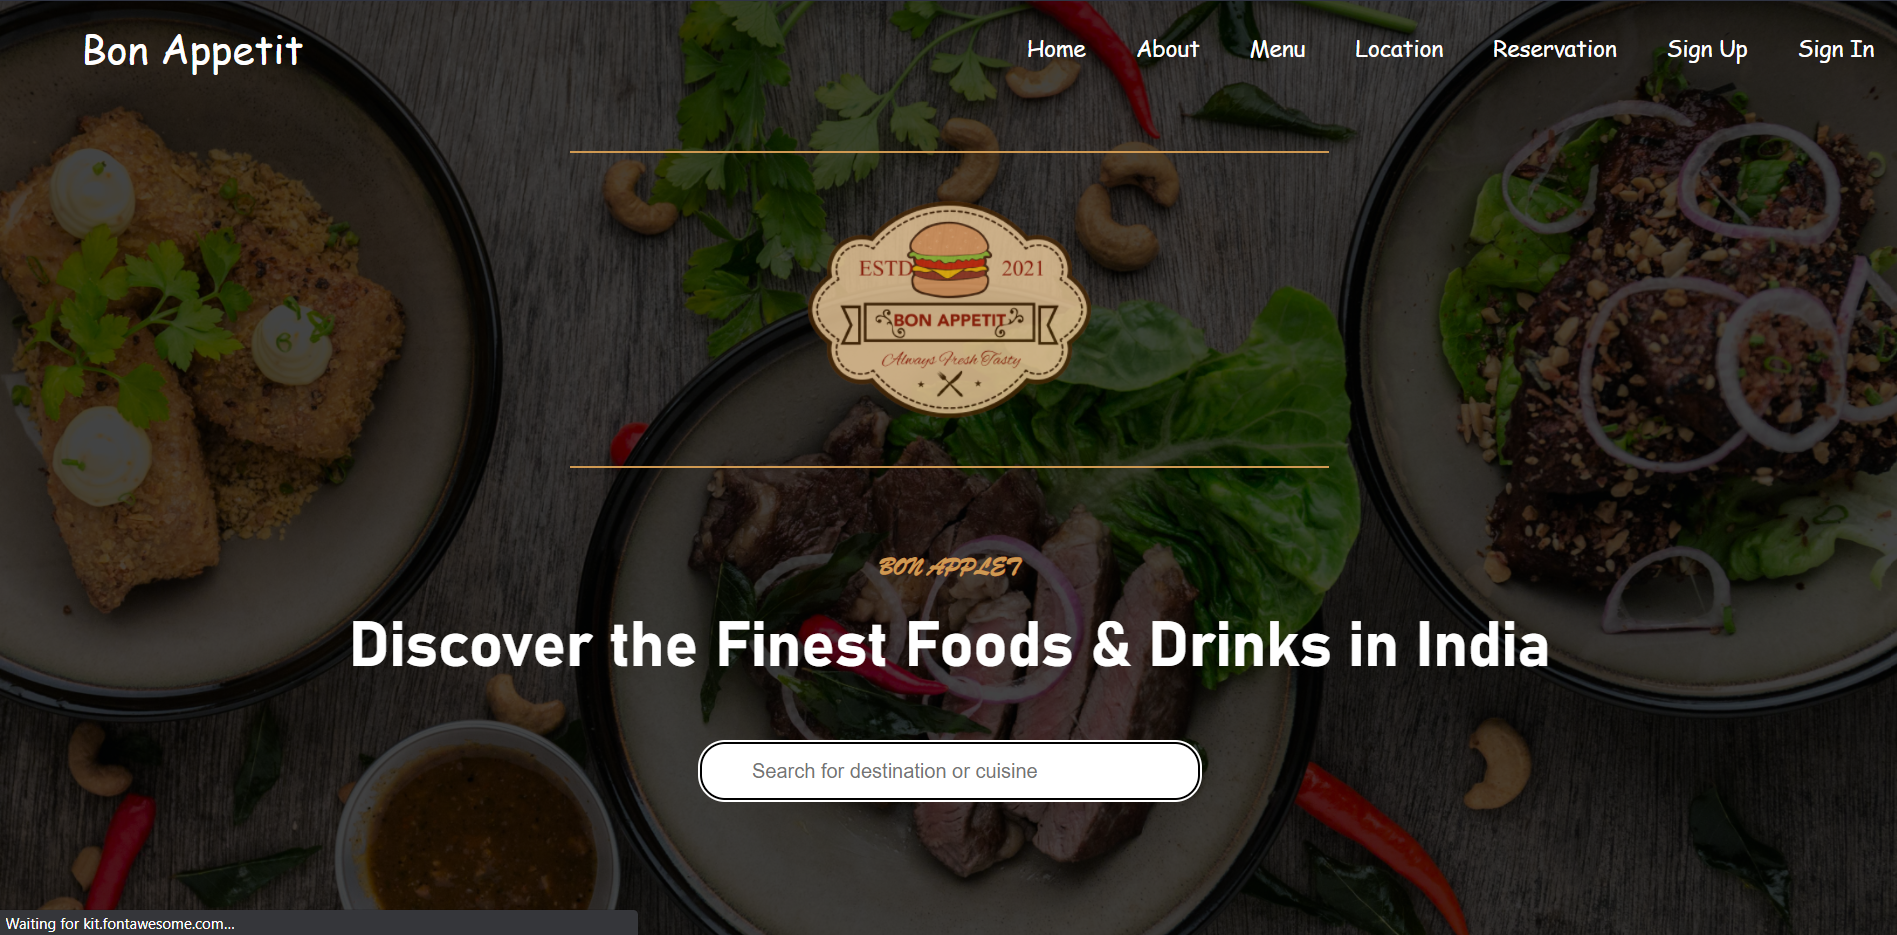 Bon Appetit
Home About Menu Location Reservation Sign Up Sign In
ESTD 2021
BON APPETIT
Always Fresh Tasty
BON APPLET
Discover the Finest Foods & Drinks in India
Search for destination or cuisine
Waiting for kit.fontawesome.com...